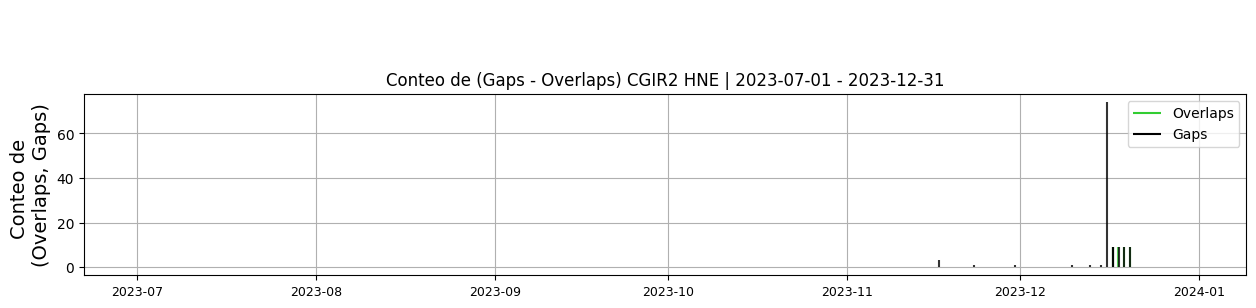 Conteo de (Gaps - Overlaps) CGIR2 HNE | 2023-07-01 - 2023-12-31
Conteo de
(Overlaps, Gaps)
60
40
20
0
Overlaps
Gaps
2023-07
2023-08
2023-09
2023-10
2023-11
2023-12
2024-01